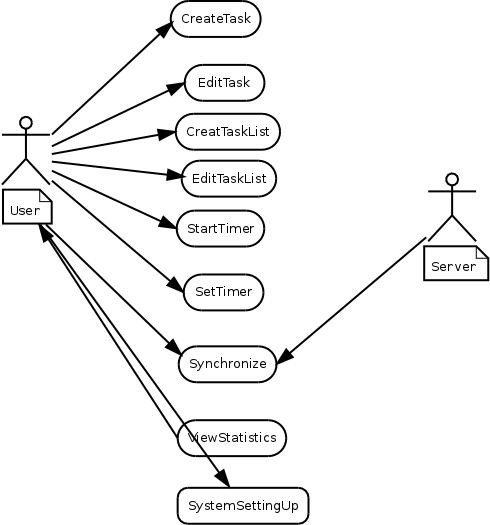 CreateTask
EditTask
CreatTaskList
EditTaskList
User
StartTimer
Server
SetTimer
Synchronize
ViewStatistics
SystemSettingUp